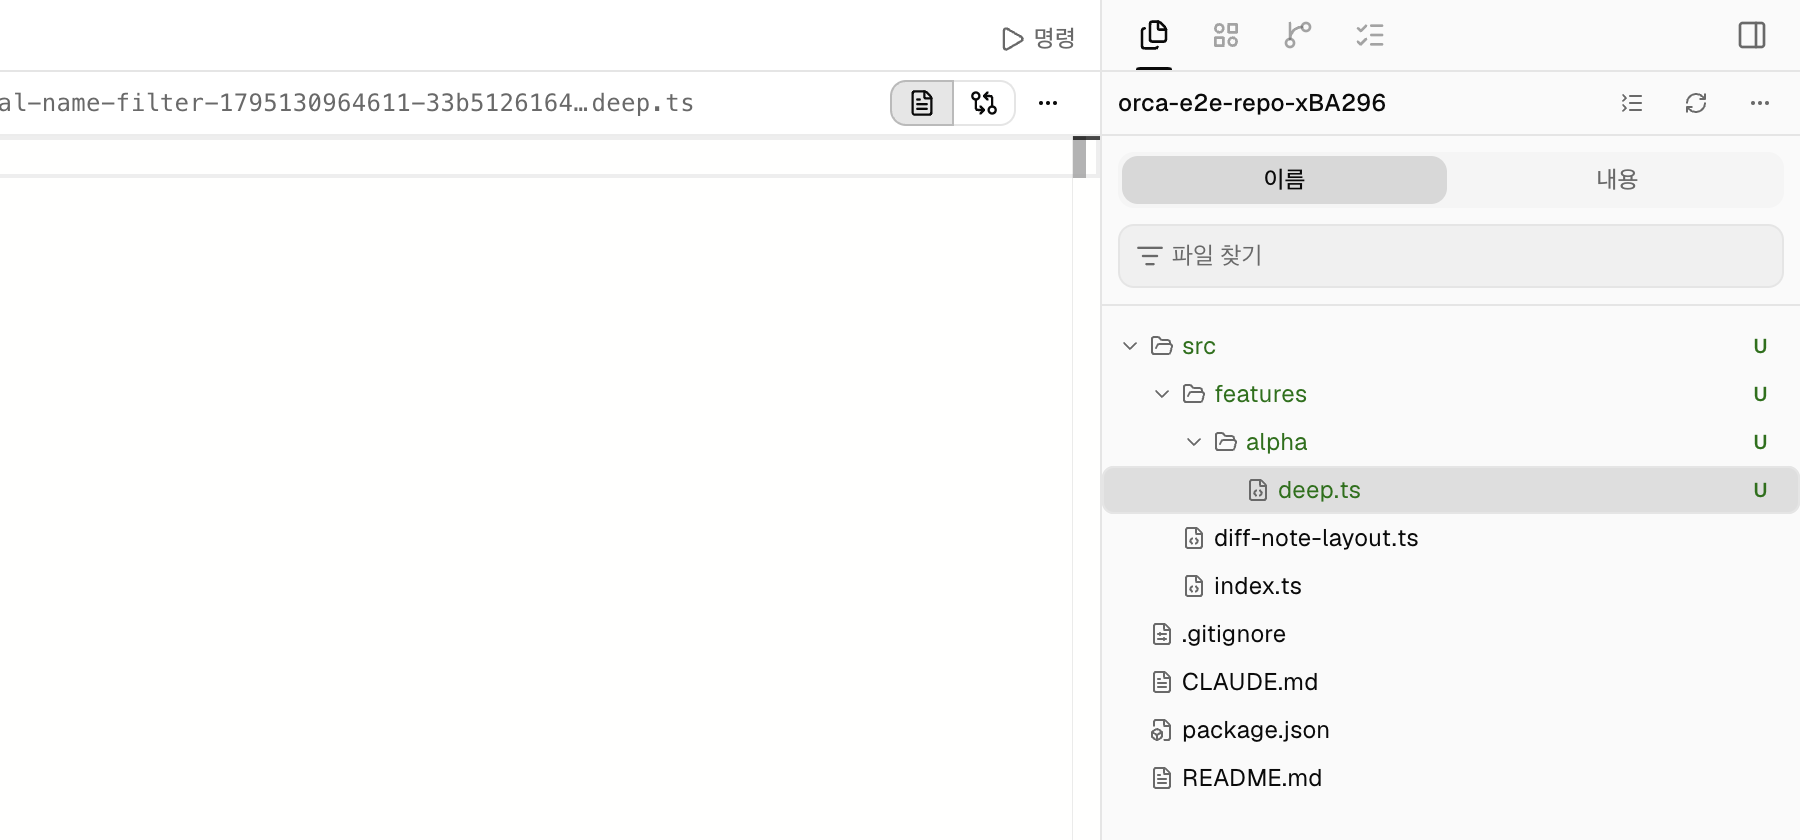 명령
al-name-filter-1795130964611-33b5126164…deep.ts
orca-e2e-repo-xBA296
이름 내용
파일 찾기
src U
features U
alpha U
deep.ts U
diff-note-layout.ts
index.ts
.gitignore
CLAUDE.md
package.json
README.md